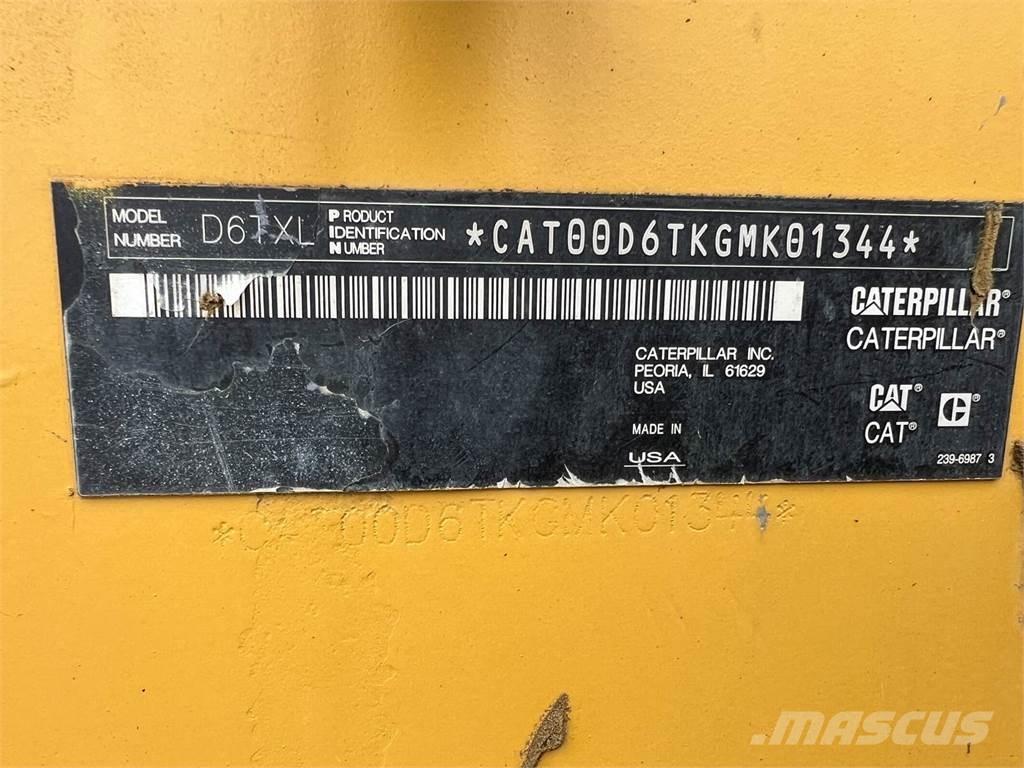 MODEL NUMBER D6TXL PRODUCT IDENTIFICATION NUMBER *CAT00D6TKGMK01344*
CATERPILLAR®
CATERPILLAR®
CATERPILLAR INC.
PEORIA, IL 61629
USA
CAT®
CAT®
MADE IN
USA
239-6987 3
*CAT00D6TKGMK01344*
MASCUS